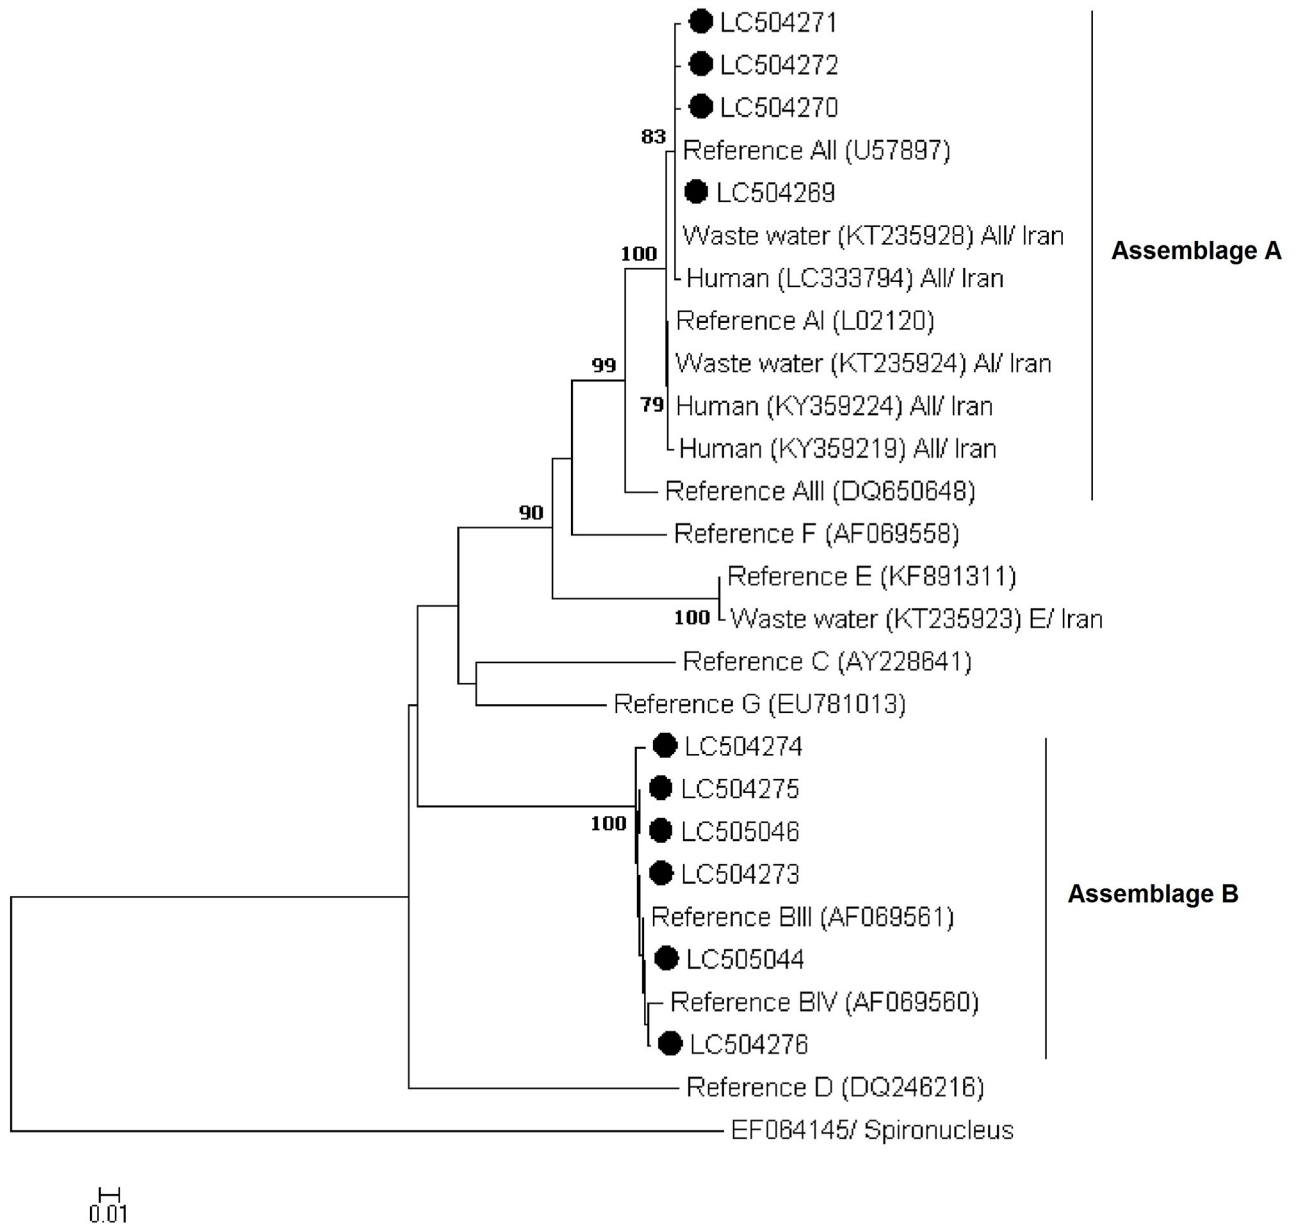 LC504271
LC504272
LC504270
83
Reference AII (U57897)
LC504269
Waste water (KT235928) AII/ Iran
100
Assemblage A
Human (LC333794) AII/ Iran
Reference AI (L02120)
Waste water (KT235924) AI/ Iran
99
79
Human (KY359224) AII/ Iran
Human (KY359219) AII/ Iran
Reference AIII (DQ650648)
90
Reference F (AF069558)
Reference E (KF891311)
100
Waste water (KT235923) E/ Iran
Reference C (AY228641)
Reference G (EU781013)
LC504274
LC504275
100
LC505046
LC504273
Assemblage B
Reference BIII (AF069561)
LC505044
Reference BIV (AF069560)
LC504276
Reference D (DQ246216)
EF064145/ Spironucleus
0.01